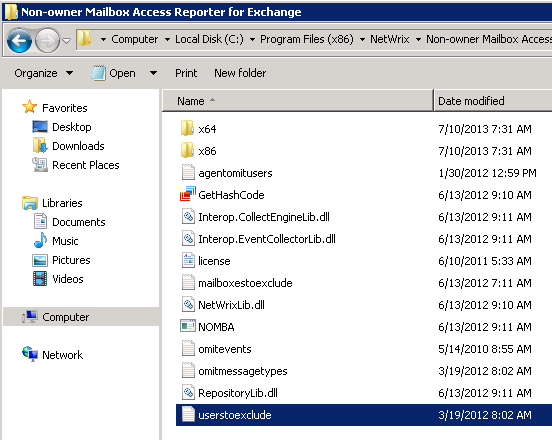 Non-owner Mailbox Access Reporter for Exchange
Computer Local Disk (C:) Program Files (x86) NetWrix Non-owner Mailbox Access
Organize Open Print New folder
Name Date modified
Favorites
Desktop
Downloads
Recent Places
Libraries
Documents
Music
Pictures
Videos
Computer
Network
x64 7/10/2013 7:31 AM
x86 7/10/2013 7:31 AM
agentomitusers 1/30/2012 12:59 PM
GetHashCode 6/13/2012 9:10 AM
Interop.CollectEngineLib.dll 6/13/2012 9:11 AM
Interop.EventCollectorLib.dll 6/13/2012 9:11 AM
license 6/10/2011 5:33 AM
mailboxestoexclude 6/13/2012 7:11 AM
NetWrixLib.dll 6/13/2012 9:10 AM
NOMBA 6/13/2012 9:11 AM
omitevents 5/14/2010 8:55 AM
omitmessagetypes 3/19/2012 8:02 AM
RepositoryLib.dll 6/13/2012 9:11 AM
userstoexclude 3/19/2012 8:02 AM